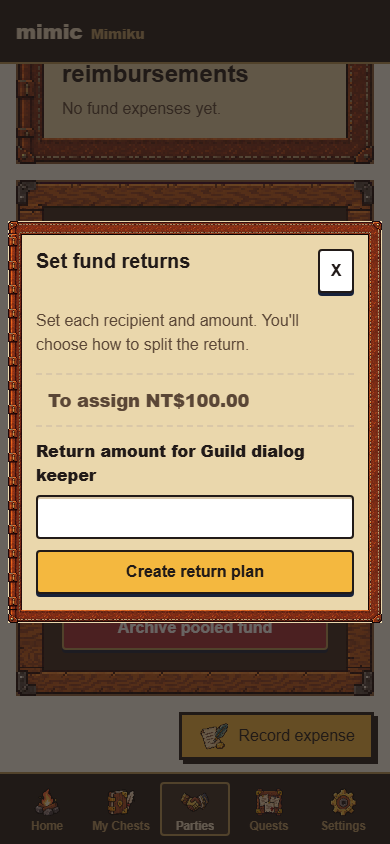 mimic Mimiku
reimbursements
No fund expenses yet.
Set fund returns
X
Set each recipient and amount. You'll
choose how to split the return.
To assign NT$100.00
Return amount for Guild dialog
keeper
Create return plan
Archive pooled fund
Record expense
Home
My Chests
Parties
Quests
Settings